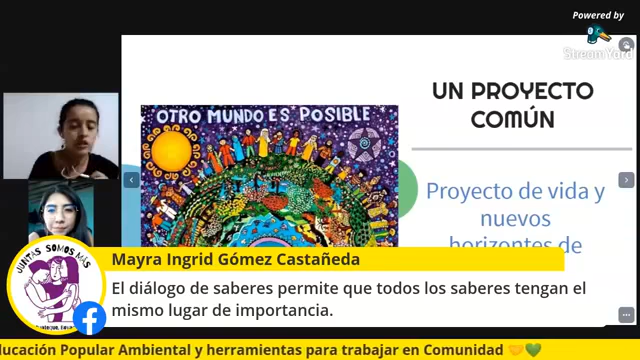 Powered by
StreamYard
UN PROYECTO
COMÚN
OTRO MUNDO ES POSIBLE
Proyecto de vida y
nuevos
horizontes de
JUNTAS SOMOS MÁS
Mayra Ingrid Gómez Castañeda
El diálogo de saberes permite que todos los saberes tengan el
mismo lugar de importancia.
ducación Popular Ambiental y herramientas para trabajar en Comunidad 🤝💚